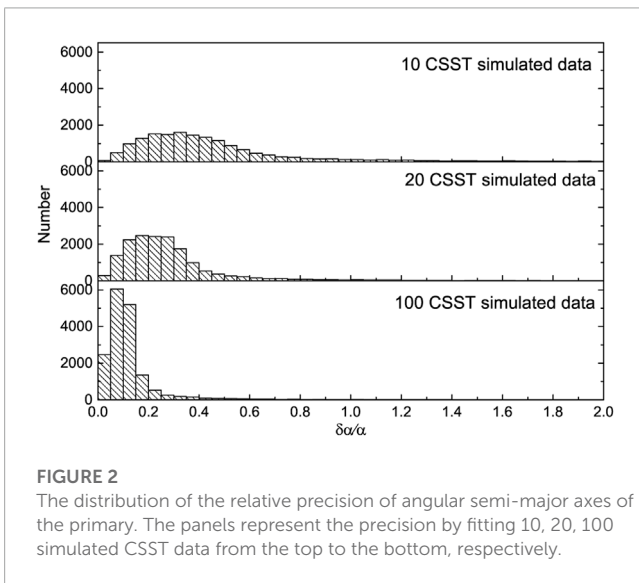 6000
10 CSST simulated data
4000
2000
0
6000
20 CSST simulated data
4000
2000
0
6000
100 CSST simulated data
4000
2000
0
Number
0.0 0.2 0.4 0.6 0.8 1.0 1.2 1.4 1.6 1.8 2.0
δα/α
FIGURE 2
The distribution of the relative precision of angular semi-major axes of
the primary. The panels represent the precision by fitting 10, 20, 100
simulated CSST data from the top to the bottom, respectively.